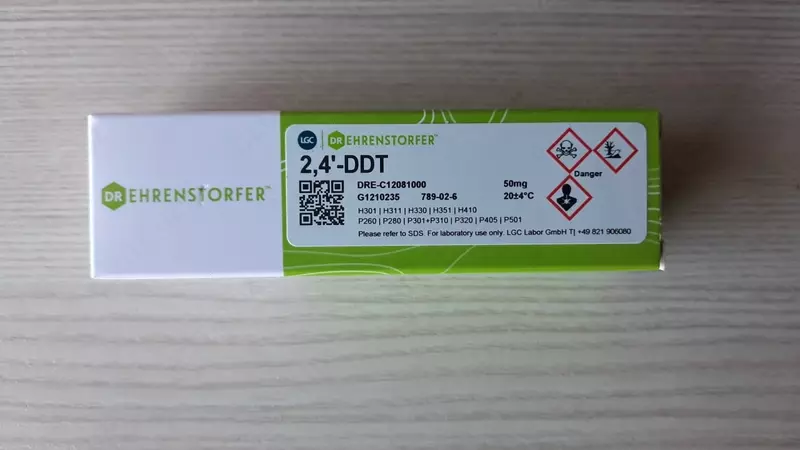 DR EHRENSTORFER™
LGC | DR EHRENSTORFER™
2,4'-DDT
DRE-C12081000 50mg
G1210235 789-02-6 20±4°C
Danger
H301 | H311 | H330 | H351 | H410
P260 | P280 | P301+P310 | P320 | P405 | P501
Please refer to SDS. For laboratory use only. LGC Labor GmbH T| +49 821 906080